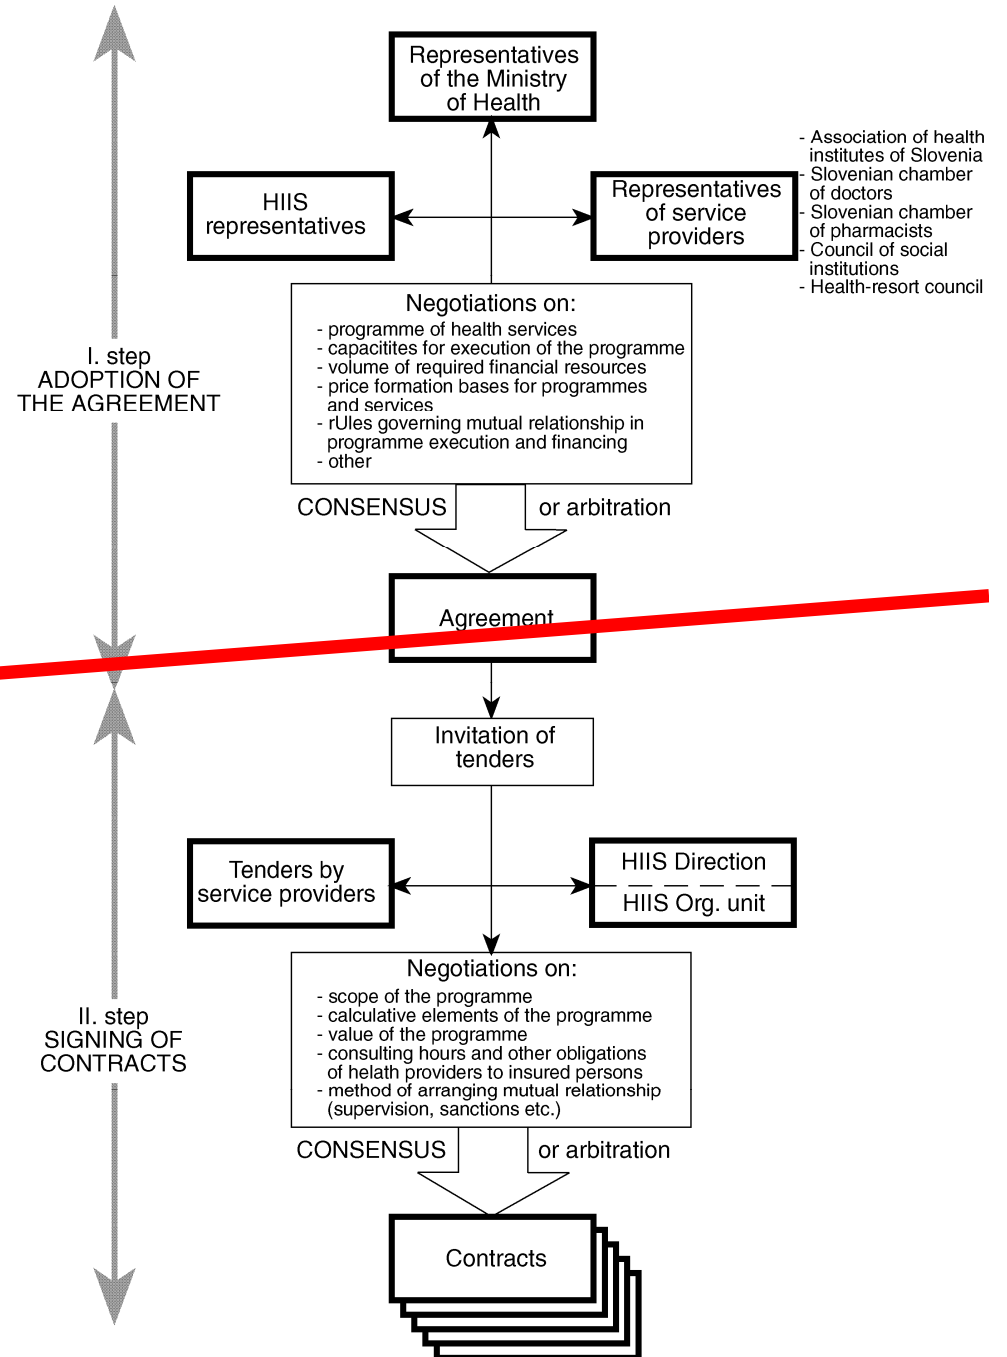 Representatives
of the Ministry
of Health
HIIS
representatives
Representatives
of service
providers
- Association of health
institutes of Slovenia
- Slovenian chamber
of doctors
- Slovenian chamber
of pharmacists
- Council of social
institutions
- Health-resort council
Negotiations on:
- programme of health services
- capacitites for execution of the programme
- volume of required financial resources
- price formation bases for programmes
and services
- rUles governing mutual relationship in
programme execution and financing
- other
I. step
ADOPTION OF
THE AGREEMENT
CONSENSUS or arbitration
Agreement
Invitation of
tenders
Tenders by
service providers
HIIS Direction
HIIS Org. unit
Negotiations on:
- scope of the programme
- calculative elements of the programme
- value of the programme
- consulting hours and other obligations
of helath providers to insured persons
- method of arranging mutual relationship
(supervision, sanctions etc.)
II. step
SIGNING OF
CONTRACTS
CONSENSUS or arbitration
Contracts